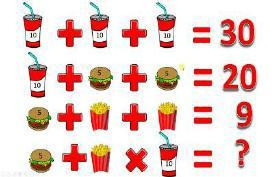 10 + 10 + 10 = 30
10 + 5 + 5 = 20
5 + + = 9
5 + × 10 = ?